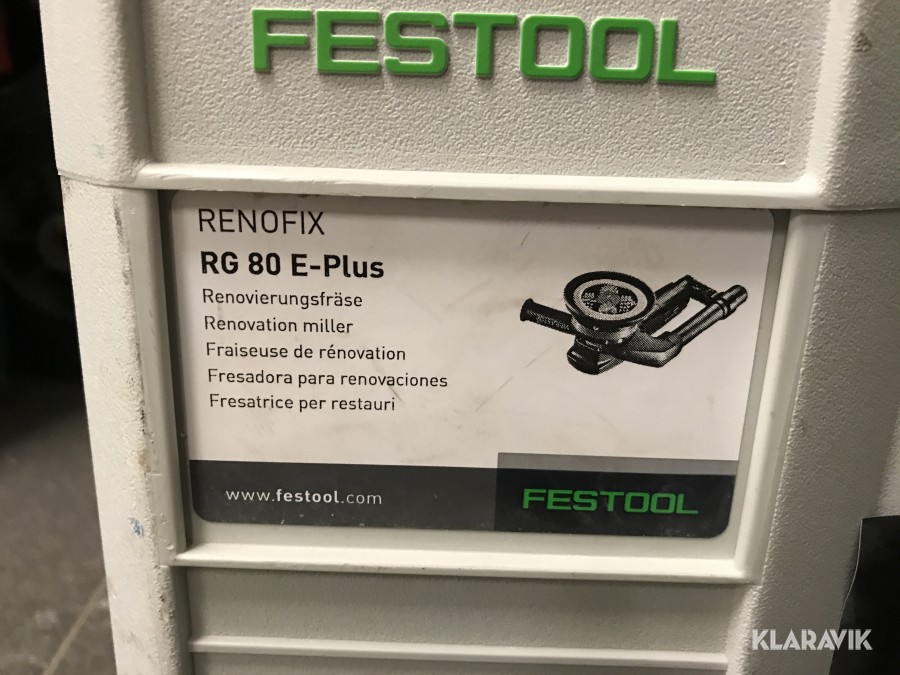 FESTOOL
RENOFIX
RG 80 E-Plus
Renovierungsfräse
Renovation miller
Fraiseuse de rénovation
Fresadora para renovaciones
Fresatrice per restauri
www.festool.com
FESTOOL
KLARAVIK